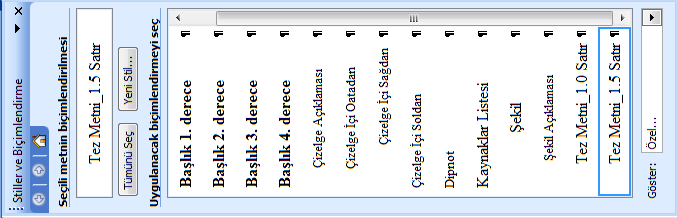 Stiller ve Biçimlendirme
Seçili metnin biçimlendirilmesi
Tez Metni_1.5 Satır
Tümünü Seç
Yeni Stil...
Uygulanacak biçimlendirmeyi seç
Başlık 1. derece ¶
Başlık 2. derece ¶
Başlık 3. derece ¶
Başlık 4. derece ¶
Çizelge Açıklaması ¶
Çizelge İçi Oatadan ¶
Çizelge İçi Sağdan ¶
Çizelge İçi Soldan ¶
Dipnot ¶
Kaynaklar Listesi ¶
Şekil ¶
Şekil Açıklaması ¶
Tez Metni_1.0 Satır ¶
Tez Metni_1.5 Satır ¶
Göster:
Özel...